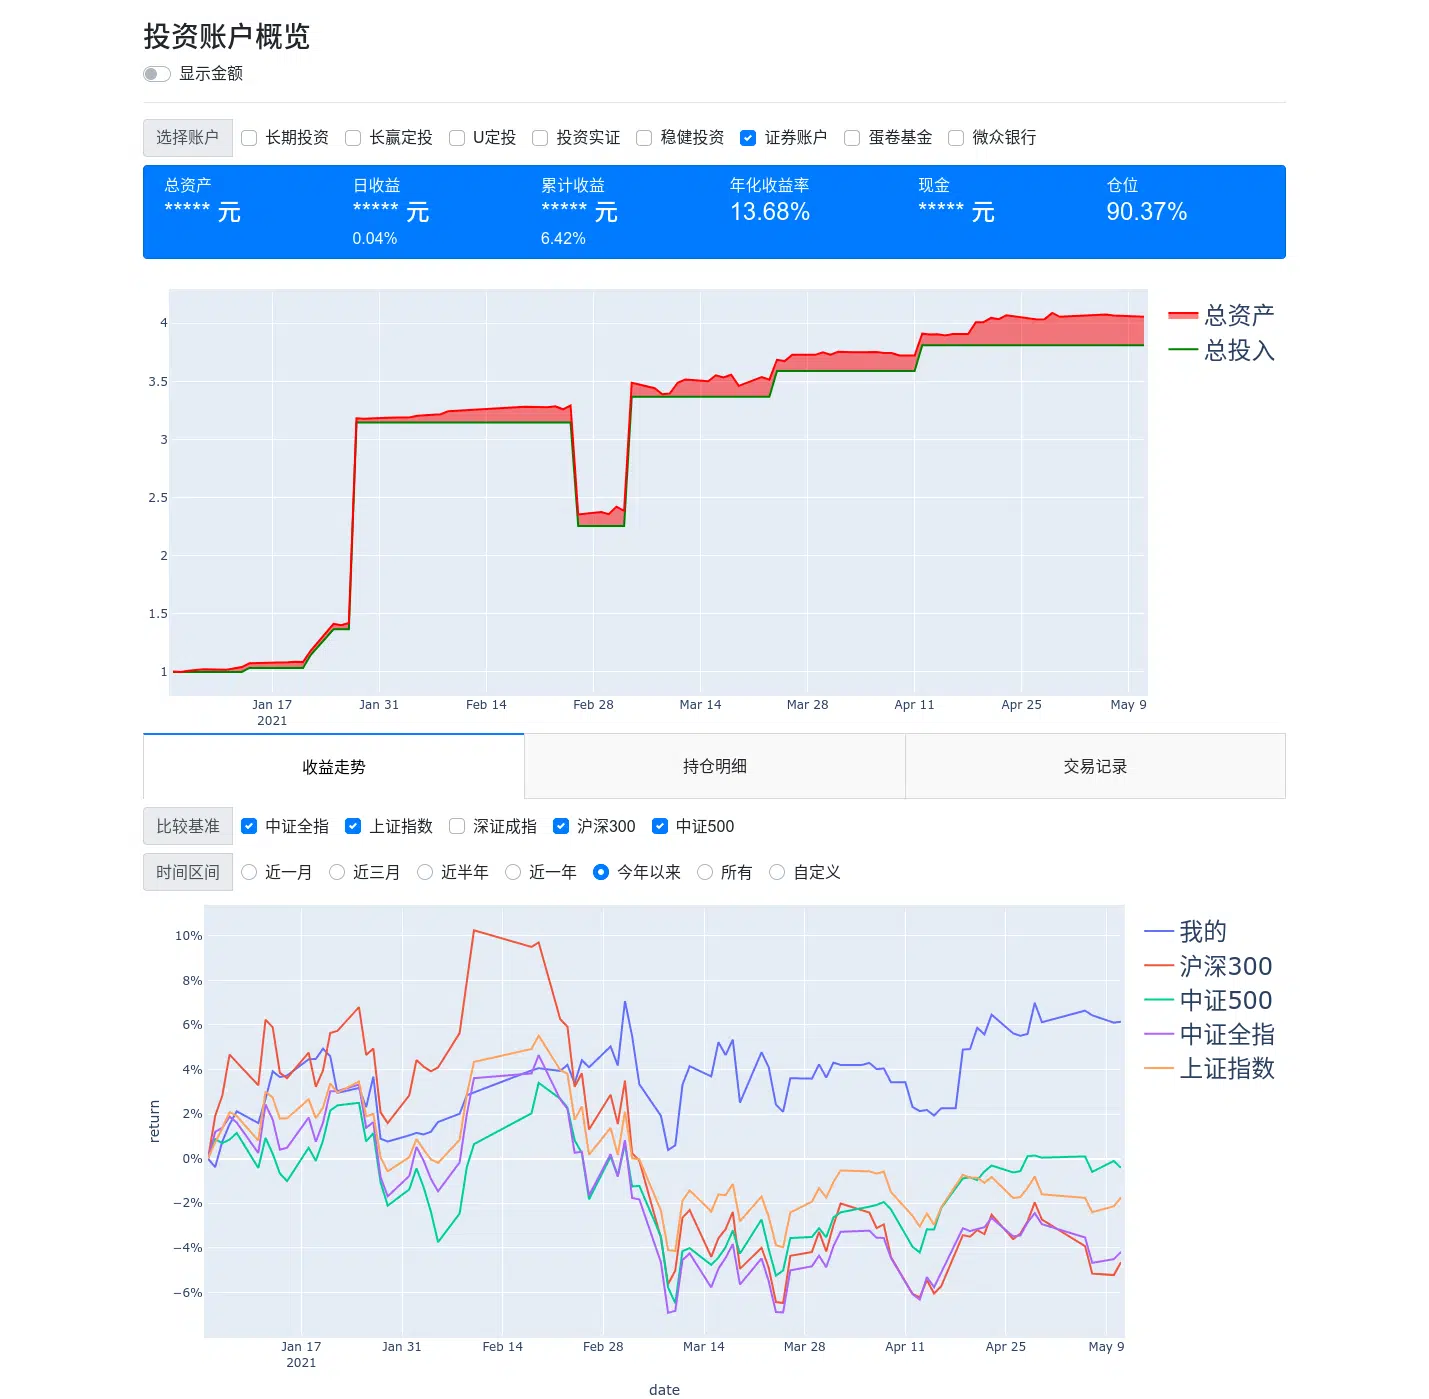 投资账户概览
显示金额
选择账户 长期投资 长赢定投 U定投 投资实证 稳健投资 证券账户 蛋卷基金 微众银行
总资产 日收益 累计收益 年化收益率 现金 仓位
***** 元 ***** 元 ***** 元 13.68% ***** 元 90.37%
0.04% 6.42%
总资产
总投入
4
3.5
3
2.5
2
1.5
1
Jan 17 Jan 31 Feb 14 Feb 28 Mar 14 Mar 28 Apr 11 Apr 25 May 9
2021
收益走势 持仓明细 交易记录
比较基准 中证全指 上证指数 深证成指 沪深300 中证500
时间区间 近一月 近三月 近半年 近一年 今年以来 所有 自定义
我的
沪深300
中证500
中证全指
上证指数
10%
8%
6%
4%
2%
0%
−2%
−4%
−6%
return
Jan 17 Jan 31 Feb 14 Feb 28 Mar 14 Mar 28 Apr 11 Apr 25 May 9
2021
date